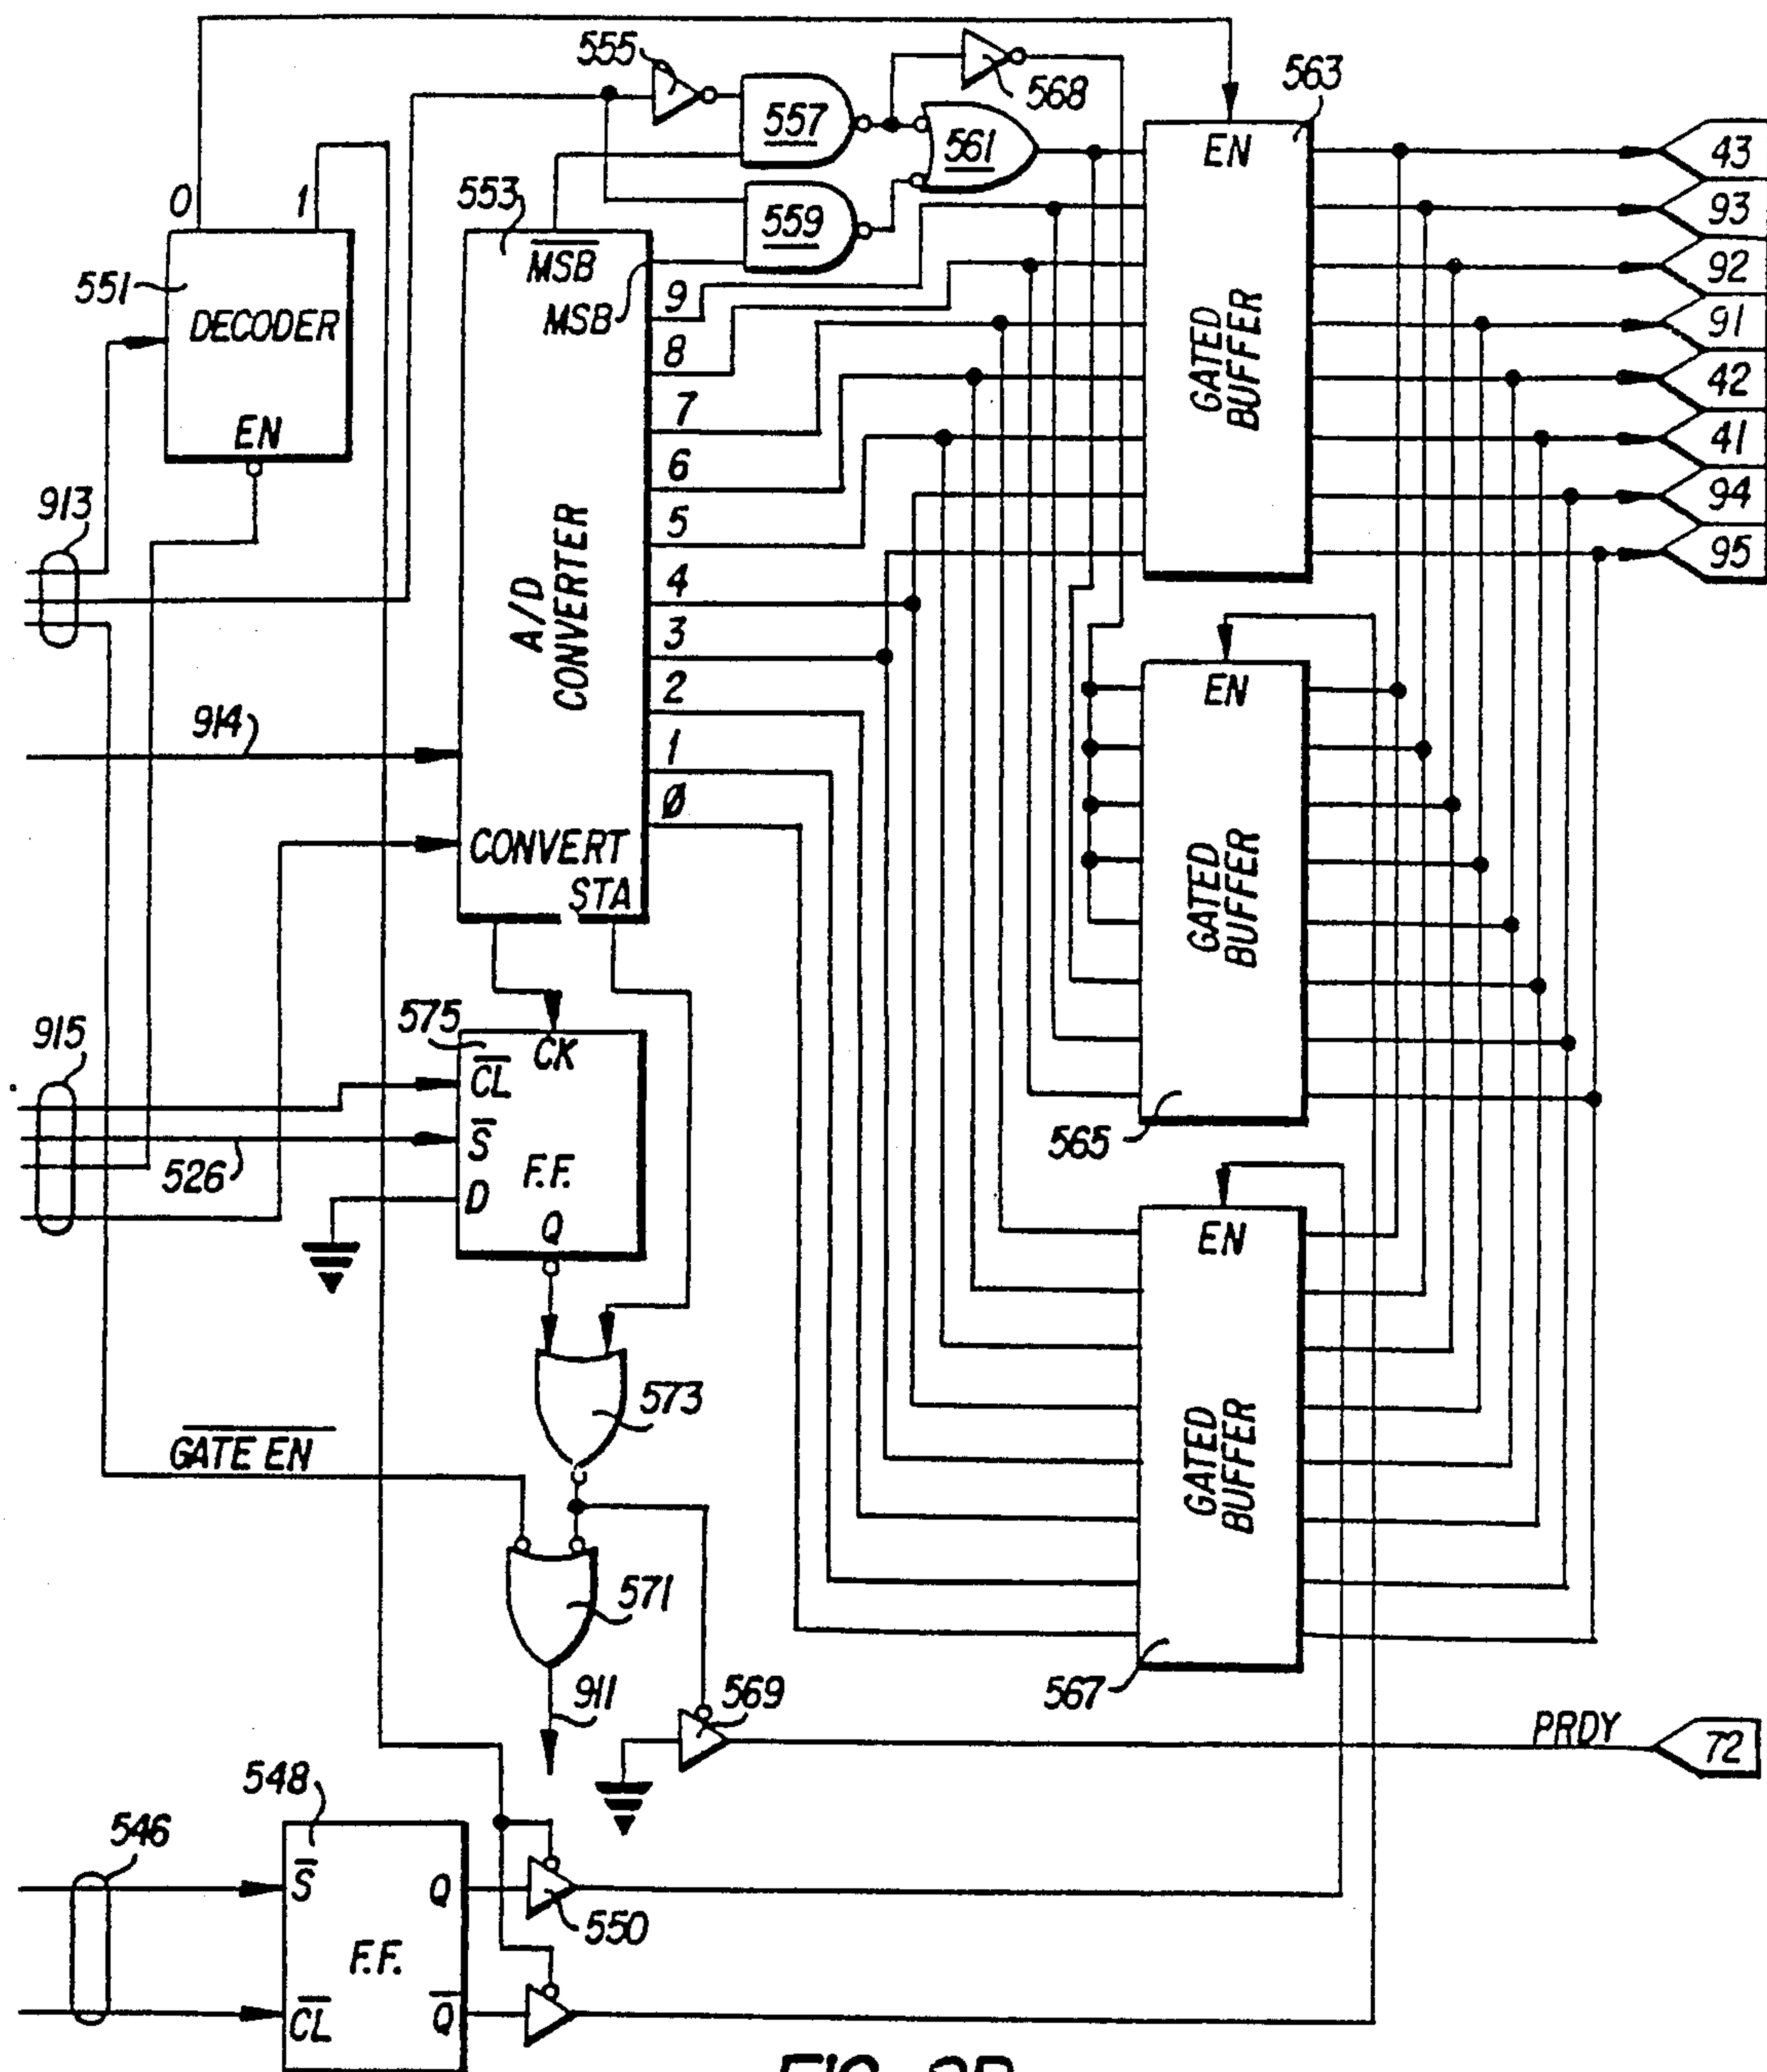 555
568
563
557
561
EN
43
0
1
553
559
93
551
DECODER
MSB
MSB
9
92
8
GATED BUFFER
91
7
42
EN
6
41
913
5
94
A/D CONVERTER
4
95
3
2
EN
914
1
Ø
CONVERT
STA
GATED BUFFER
575
CK
915
CL
S
565
526
F.F.
D
Q
EN
573
GATE EN
GATED BUFFER
571
911
569
567
PRDY
72
548
546
S
Q
550
F.F.
CL
Q